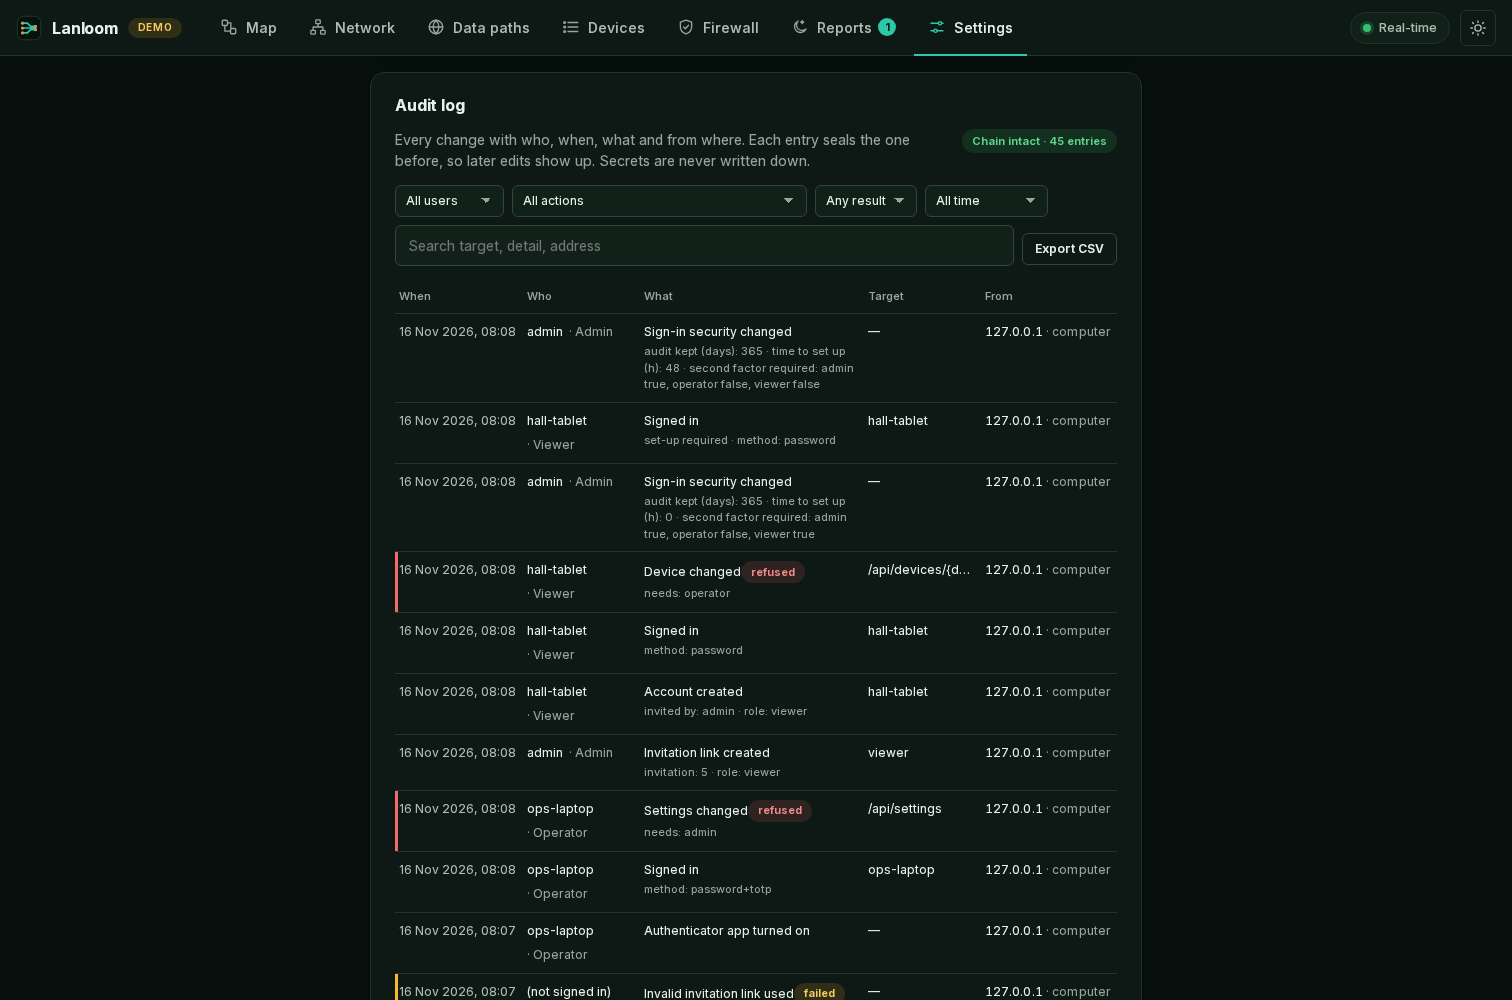 Lanloom DEMO Map Network Data paths Devices Firewall Reports 1 Settings Real-time
Audit log
Every change with who, when, what and from where. Each entry seals the one
before, so later edits show up. Secrets are never written down.
Chain intact · 45 entries
All users All actions Any result All time
Search target, detail, address
Export CSV
When Who What Target From
16 Nov 2026, 08:08 admin · Admin Sign-in security changed — 127.0.0.1 · computer
audit kept (days): 365 · time to set up
(h): 48 · second factor required: admin
true, operator false, viewer false
16 Nov 2026, 08:08 hall-tablet Signed in hall-tablet 127.0.0.1 · computer
· Viewer set-up required · method: password
16 Nov 2026, 08:08 admin · Admin Sign-in security changed — 127.0.0.1 · computer
audit kept (days): 365 · time to set up
(h): 0 · second factor required: admin
true, operator false, viewer true
16 Nov 2026, 08:08 hall-tablet Device changed refused /api/devices/{d… 127.0.0.1 · computer
· Viewer needs: operator
16 Nov 2026, 08:08 hall-tablet Signed in hall-tablet 127.0.0.1 · computer
· Viewer method: password
16 Nov 2026, 08:08 hall-tablet Account created hall-tablet 127.0.0.1 · computer
· Viewer invited by: admin · role: viewer
16 Nov 2026, 08:08 admin · Admin Invitation link created viewer 127.0.0.1 · computer
invitation: 5 · role: viewer
16 Nov 2026, 08:08 ops-laptop Settings changed refused /api/settings 127.0.0.1 · computer
· Operator needs: admin
16 Nov 2026, 08:08 ops-laptop Signed in ops-laptop 127.0.0.1 · computer
· Operator method: password+totp
16 Nov 2026, 08:07 ops-laptop Authenticator app turned on — 127.0.0.1 · computer
· Operator
16 Nov 2026, 08:07 (not signed in) Invalid invitation link used failed — 127.0.0.1 · computer